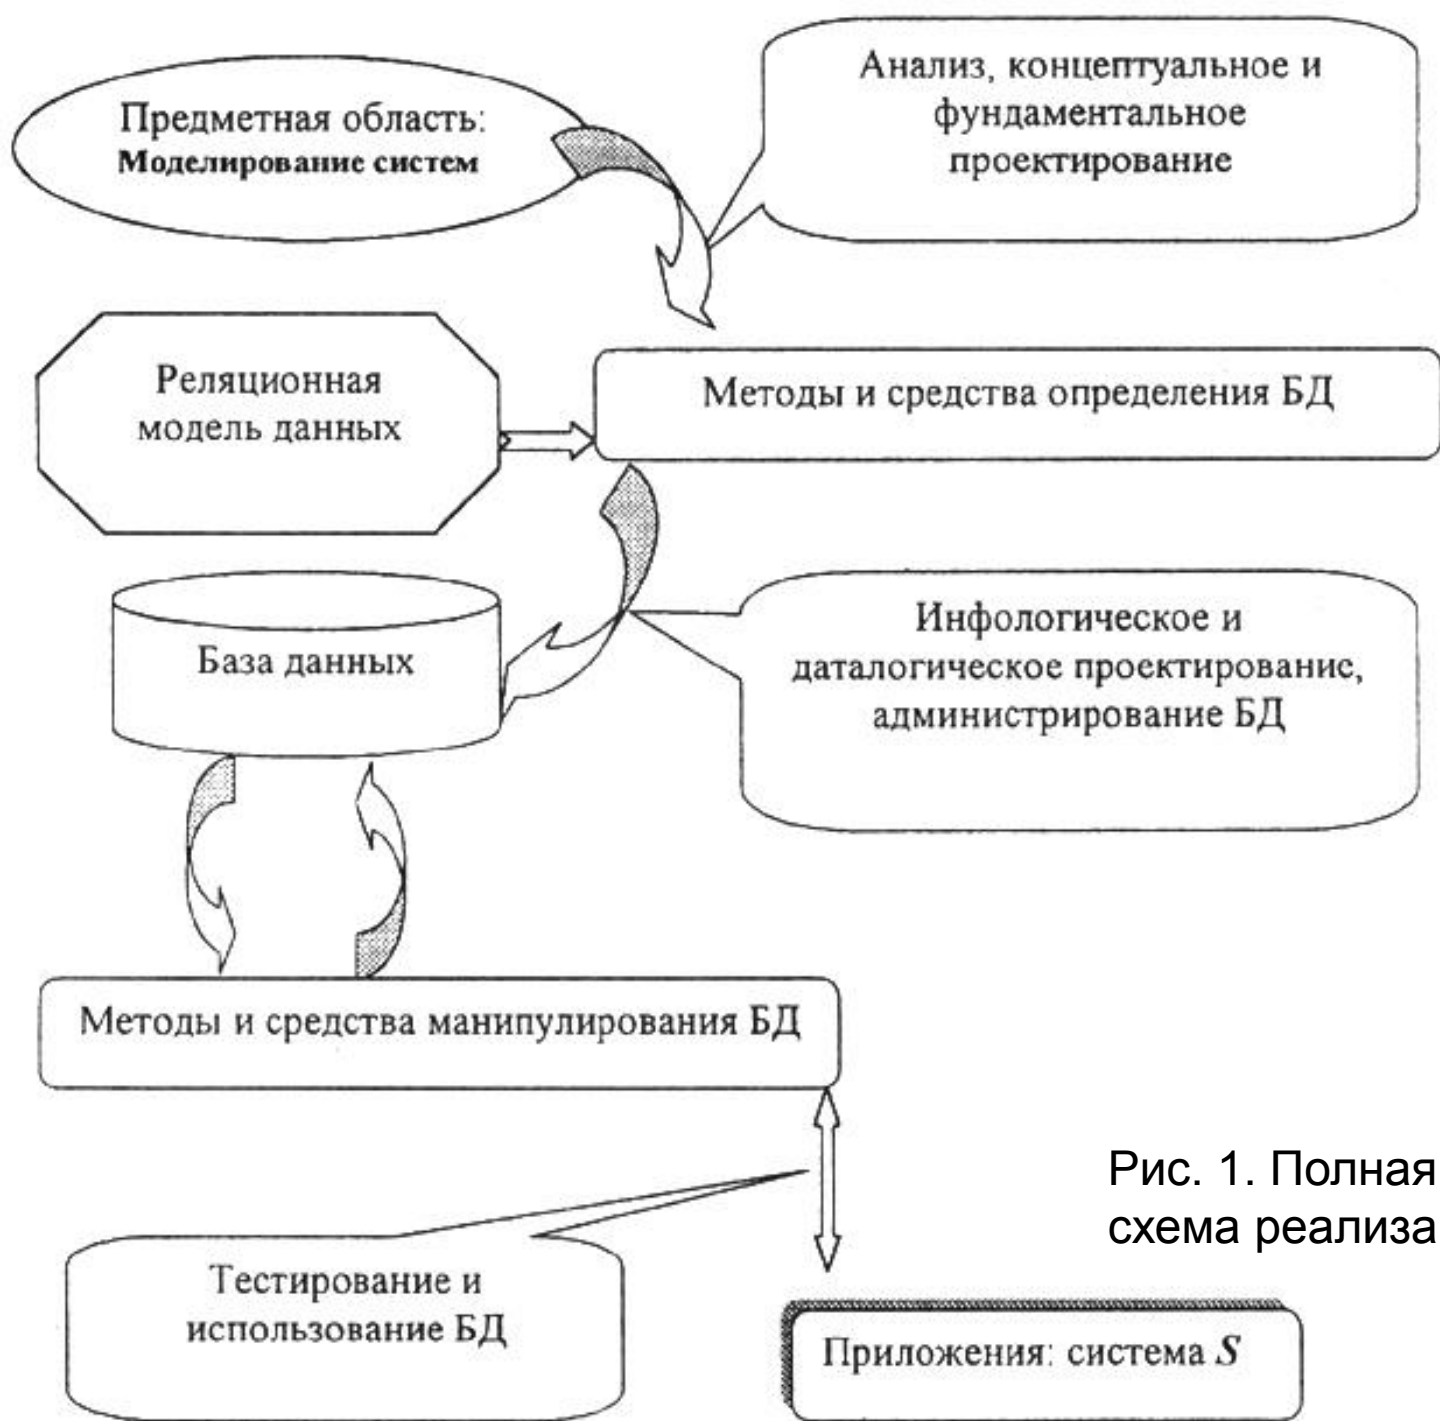 Предметная область:
Моделирование систем
Анализ, концептуальное и
фундаментальное
проектирование
Реляционная
модель данных
Методы и средства определения БД
База данных
Инфологическое и
даталогическое проектирование,
администрирование БД
Методы и средства манипулирования БД
Рис. 1. Полная
схема реализа
Тестирование и
использование БД
Приложения: система S